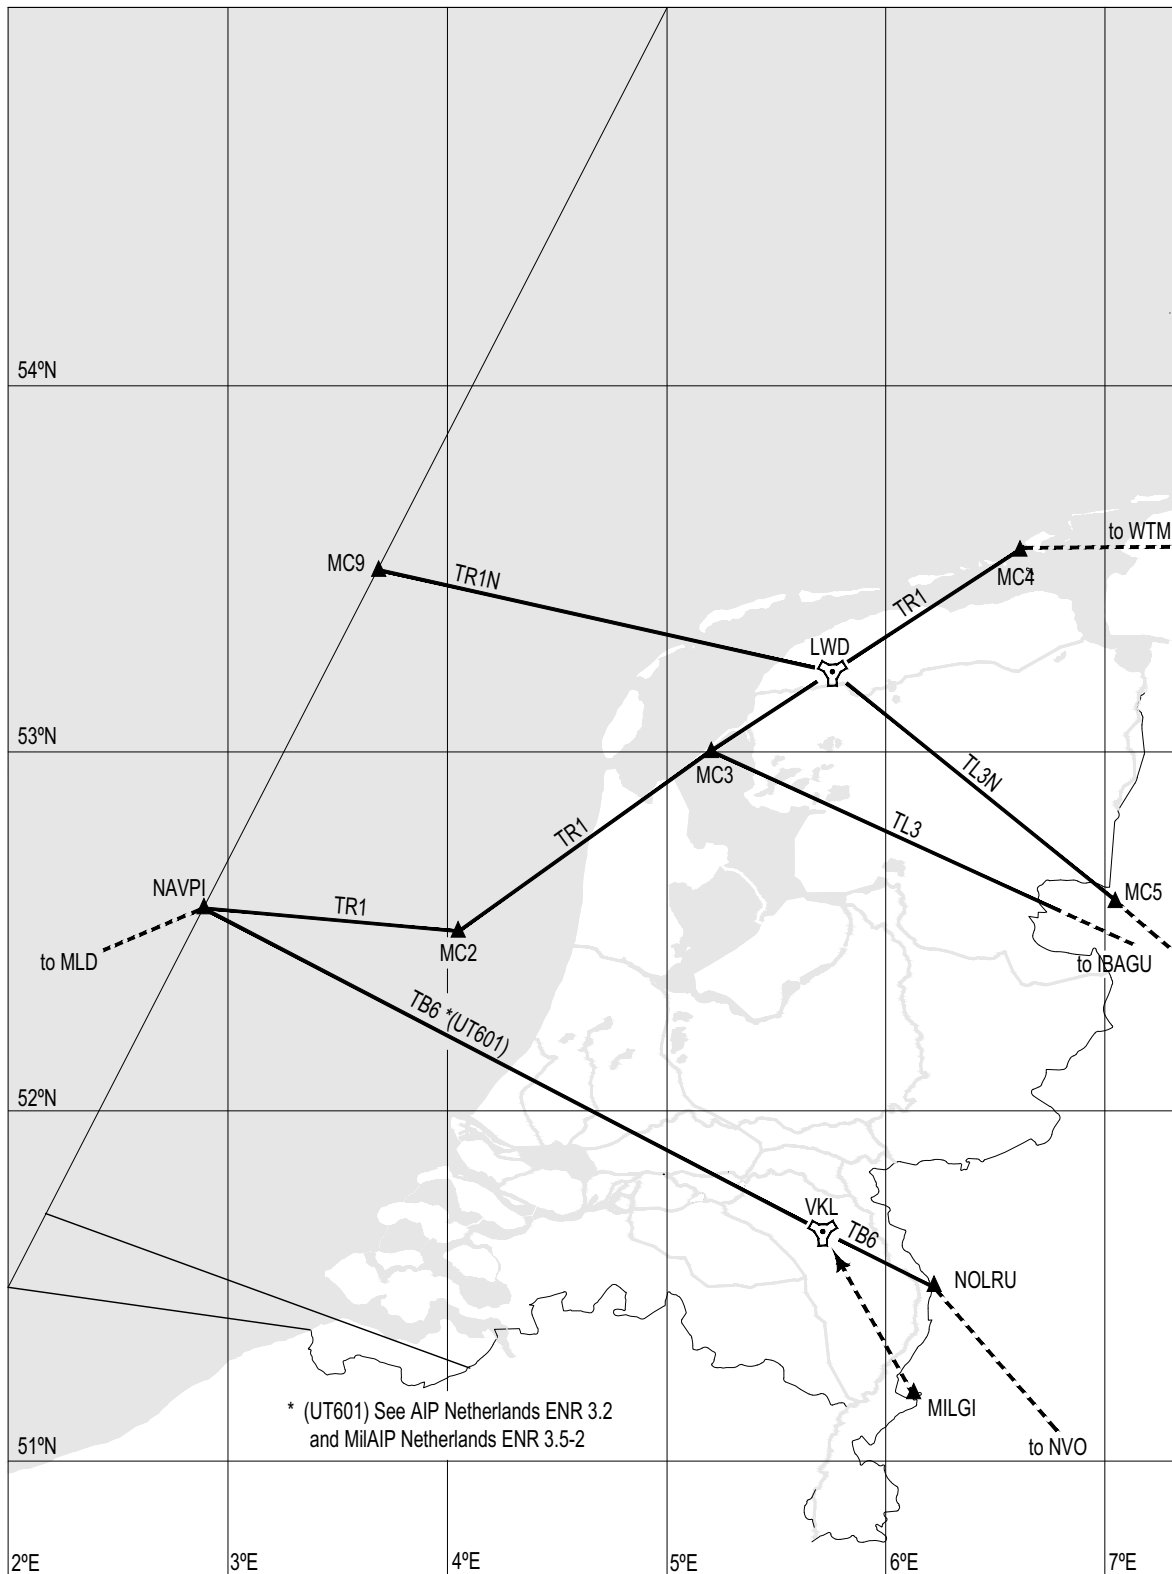 54ºN
to WTM
MC9
TR1N
MC4
TR1
LWD
53ºN
MC3
TL3N
TR1
TL3
NAVPI
MC5
TR1
MC2
to MLD
to IBAGU
TB6 *(UT601)
52ºN
VKL
TB6
NOLRU
MILGI
* (UT601) See AIP Netherlands ENR 3.2
and MilAIP Netherlands ENR 3.5-2
to NVO
51ºN
2ºE
3ºE
4ºE
5ºE
6ºE
7ºE